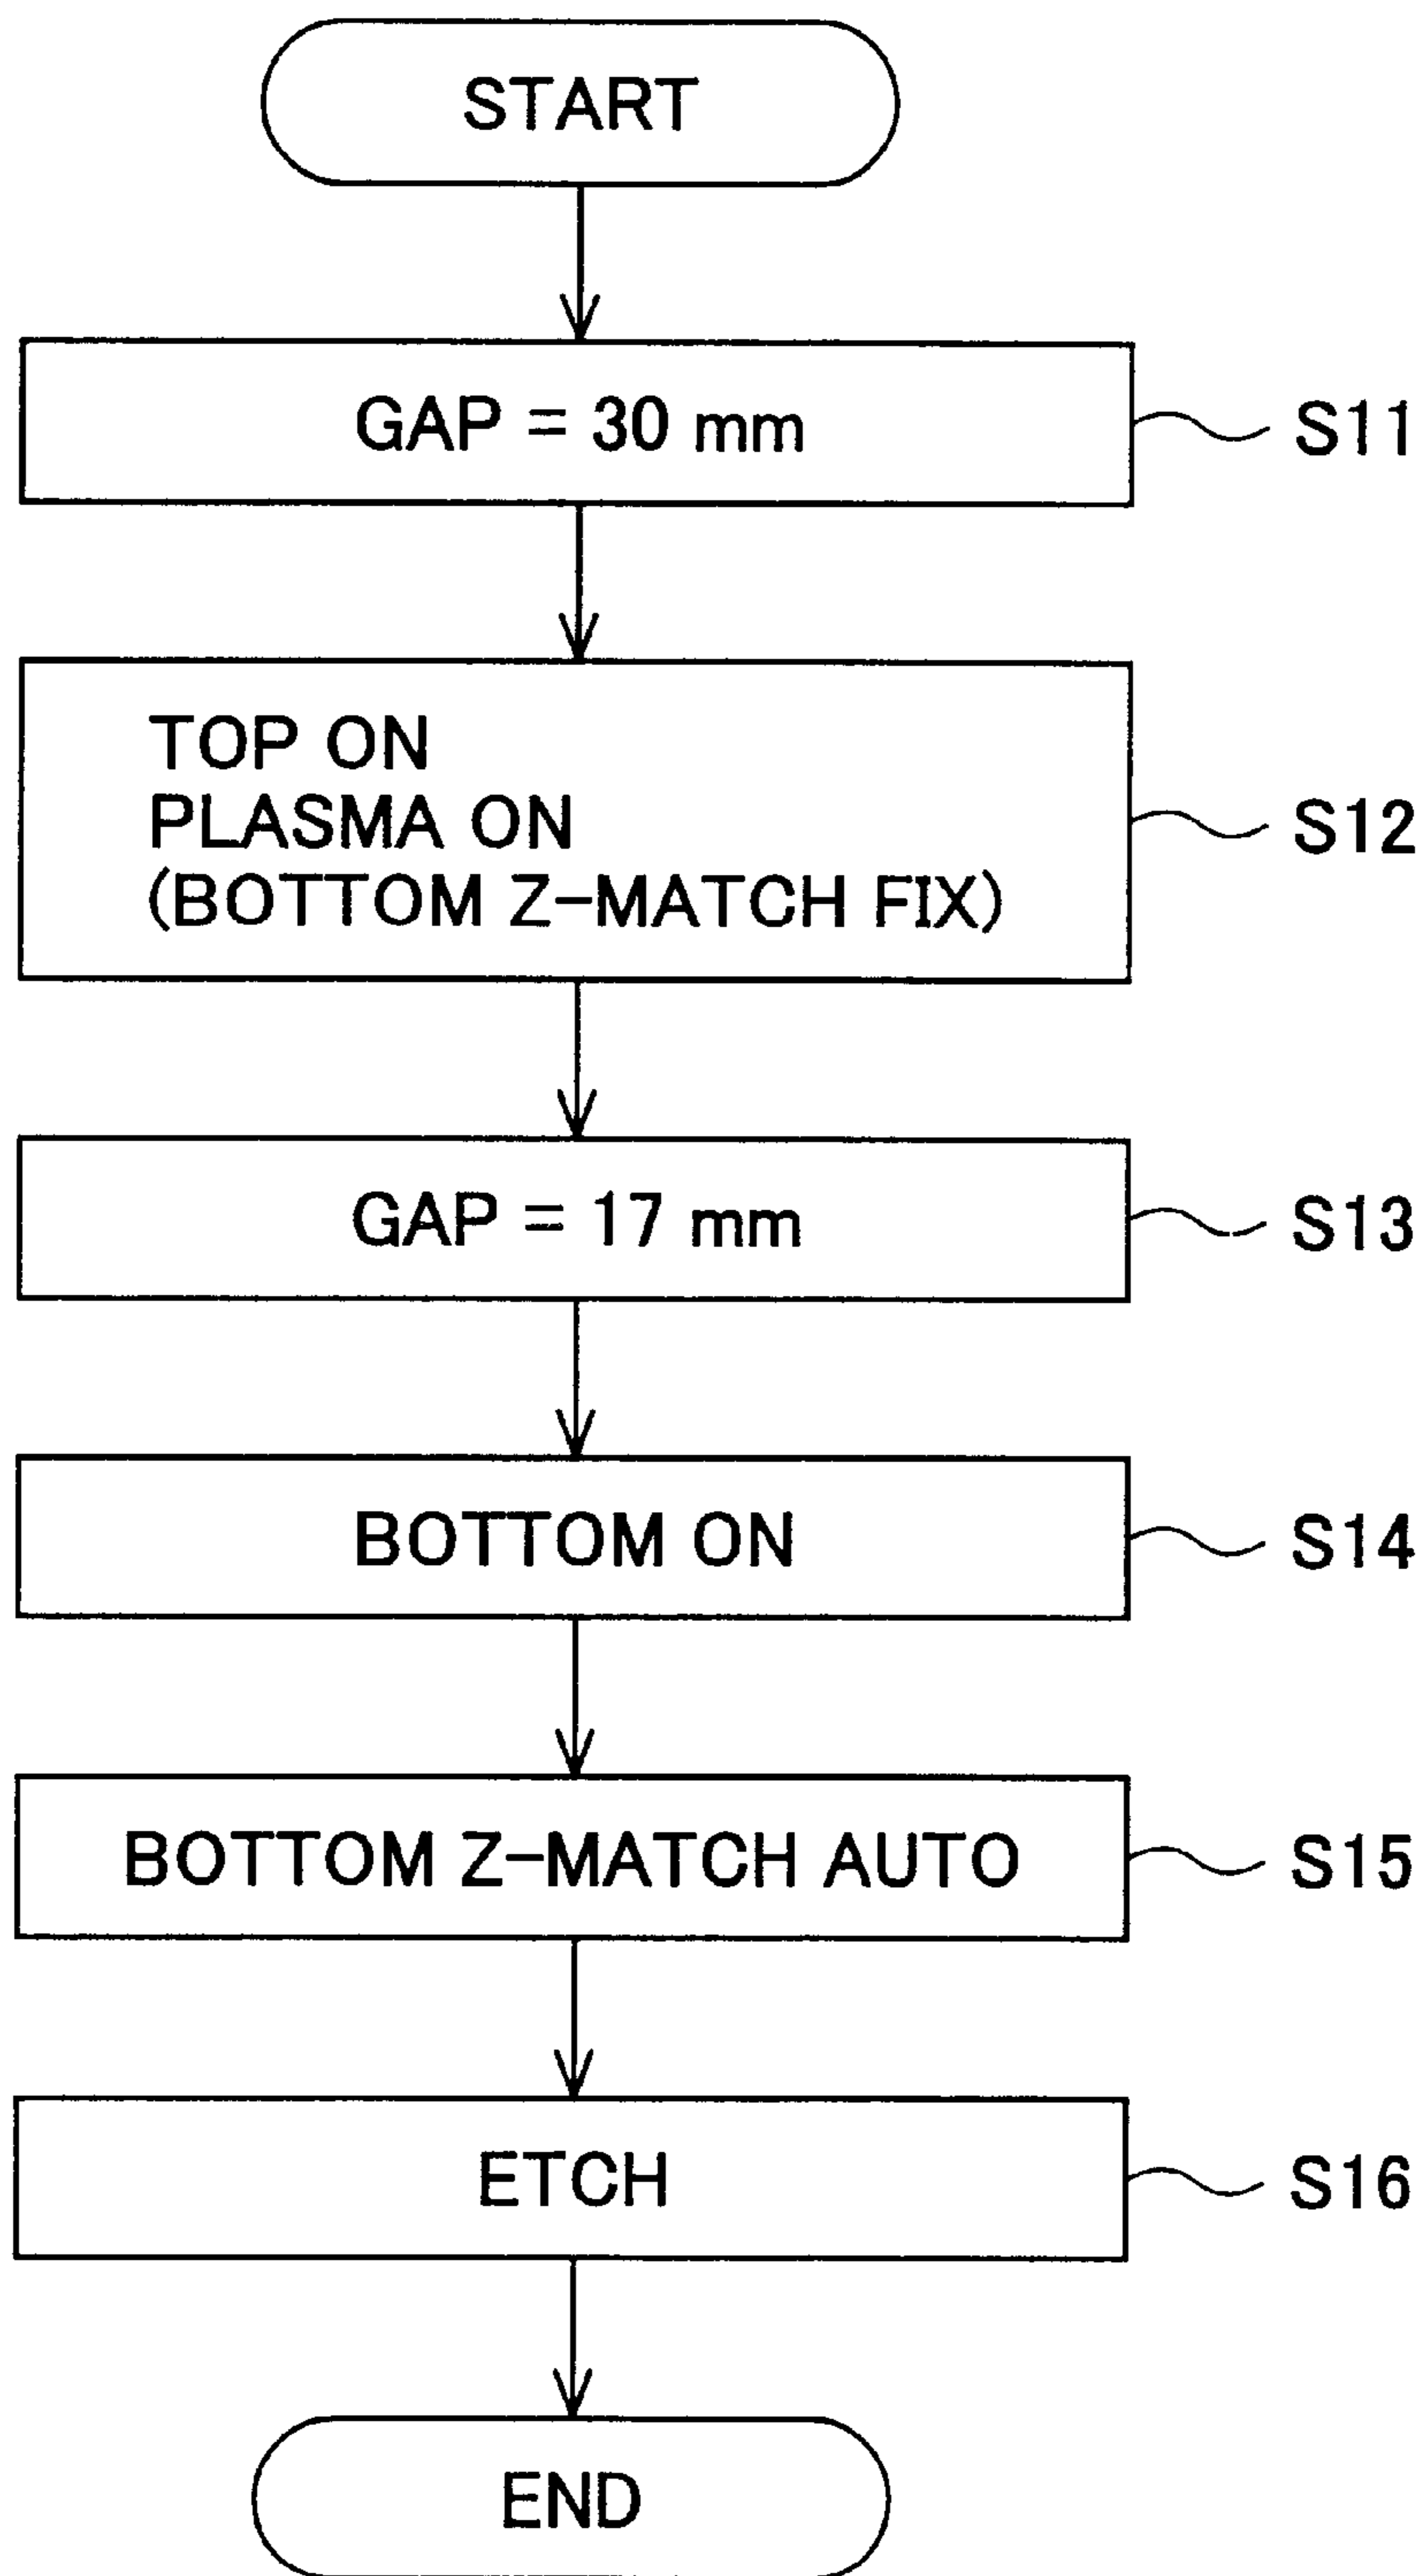 START
GAP = 30 mm
S11
TOP ON
PLASMA ON
(BOTTOM Z-MATCH FIX)
S12
GAP = 17 mm
S13
BOTTOM ON
S14
BOTTOM Z-MATCH AUTO
S15
ETCH
S16
END